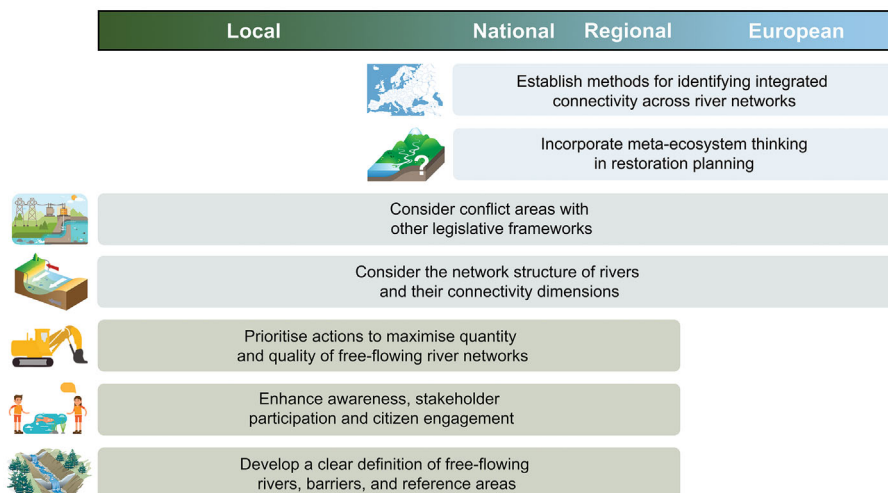 Local National Regional European
Establish methods for identifying integrated
connectivity across river networks
Incorporate meta-ecosystem thinking
in restoration planning
?
Consider conflict areas with
other legislative frameworks
Consider the network structure of rivers
and their connectivity dimensions
Prioritise actions to maximise quantity
and quality of free-flowing river networks
Enhance awareness, stakeholder
participation and citizen engagement
Develop a clear definition of free-flowing
rivers, barriers, and reference areas